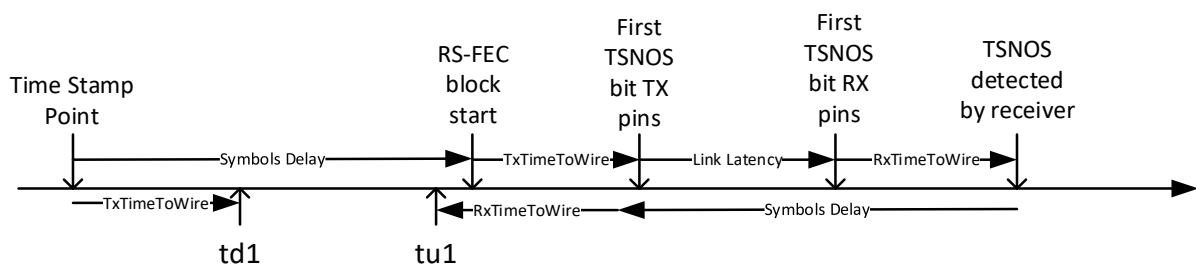 Time Stamp
Point
RS-FEC
block
start
First
TSNOS
bit TX
pins
First
TSNOS
bit RX
pins
TSNOS
detected
by receiver
Symbols Delay
TxTimeToWire
Link Latency
RxTimeToWire
TxTimeToWire
RxTimeToWire
Symbols Delay
td1
tu1